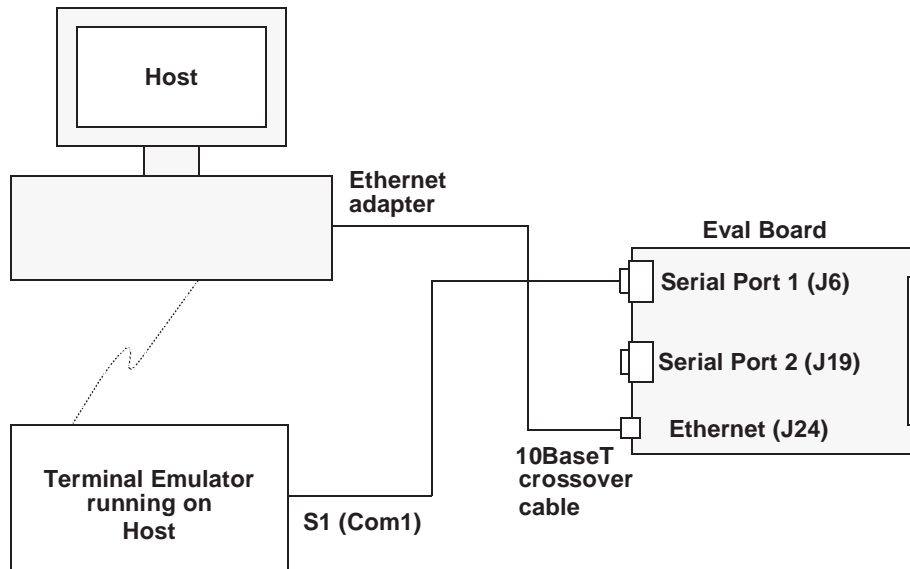 Host
Ethernet
adapter
Eval Board
Serial Port 1 (J6)
Serial Port 2 (J19)
Ethernet (J24)
10BaseT
crossover
cable
Terminal Emulator
running on
Host
S1 (Com1)